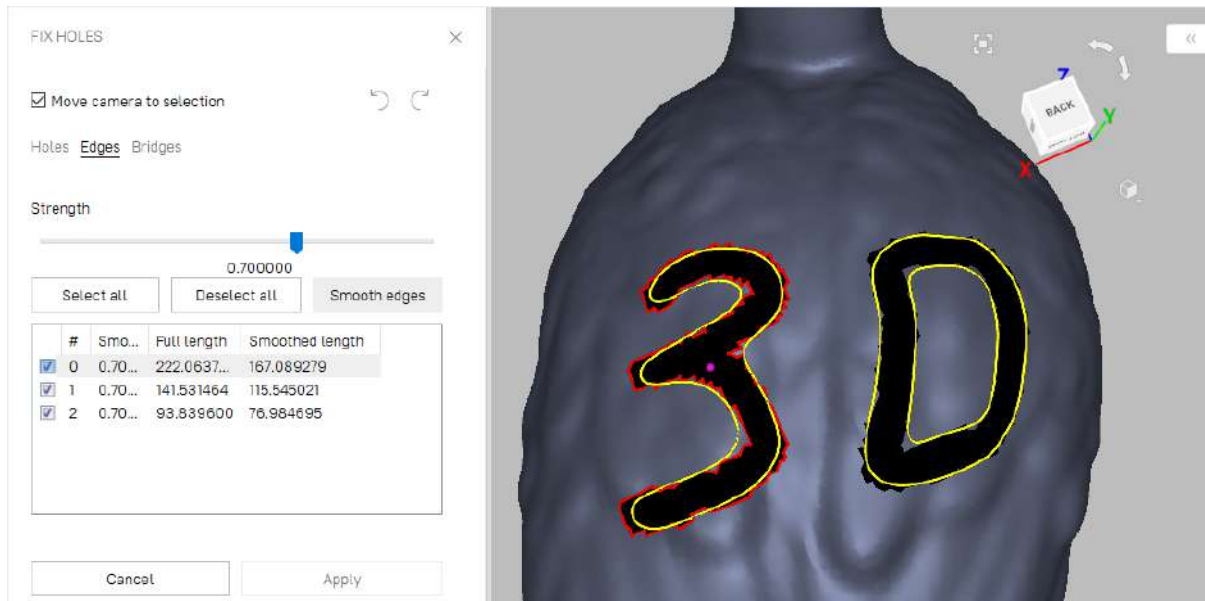 FIX HOLES
Move camera to selection
Holes Edges Bridges
Strength
0.700000
Select all Deselect all Smooth edges
# Smo... Full length Smoothed length
0 0.70... 222.0637... 167.089279
1 0.70... 141.531464 115.545021
2 0.70... 93.839600 76.984695
Cancel Apply
Z
BACK
Y
X
3D